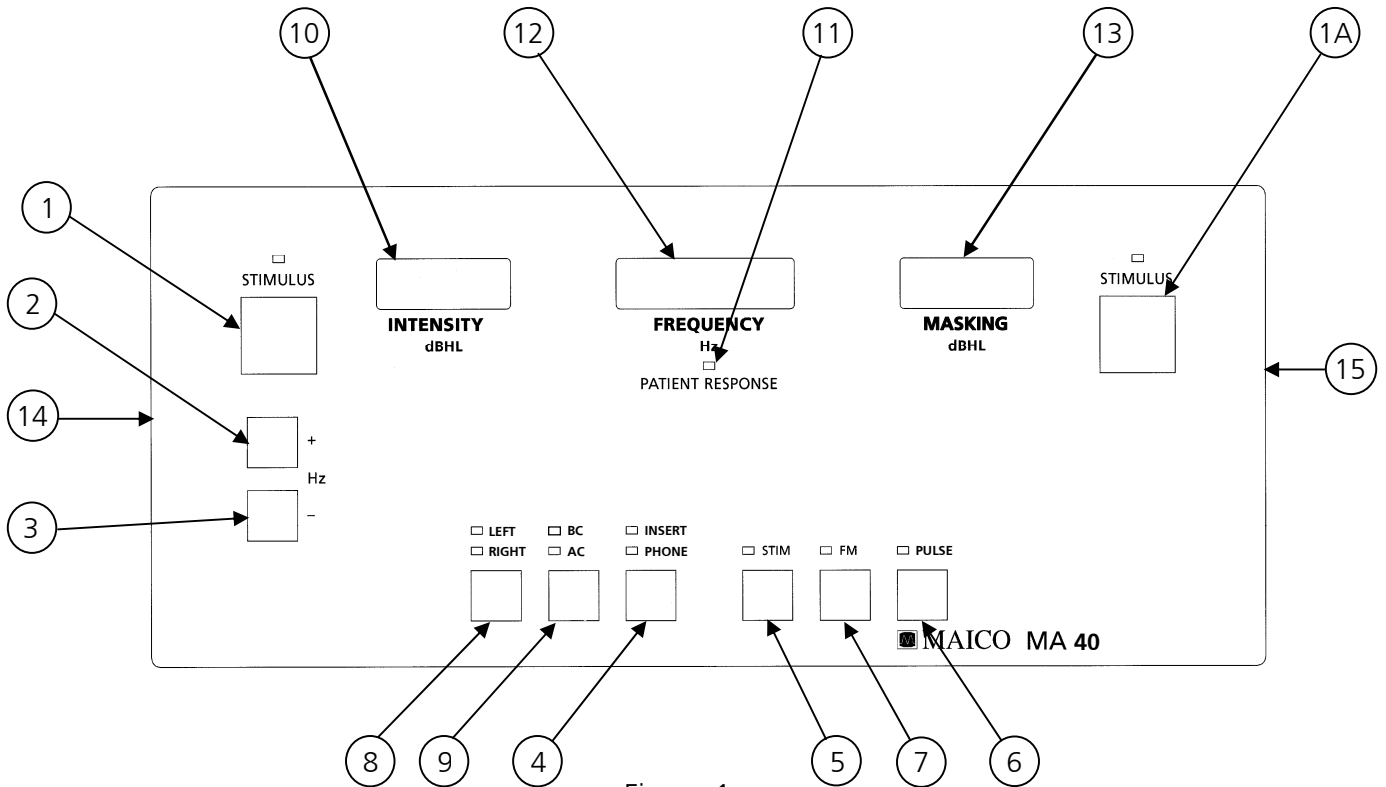 10 12 11 13 1A
1
STIMULUS STIMULUS
2
INTENSITY FREQUENCY MASKING
dBHL Hz dBHL
15
PATIENT RESPONSE
14
+
Hz
3
–
LEFT BC INSERT
RIGHT AC PHONE STIM FM PULSE
MAICO MA 40
8 9 4 5 7 6